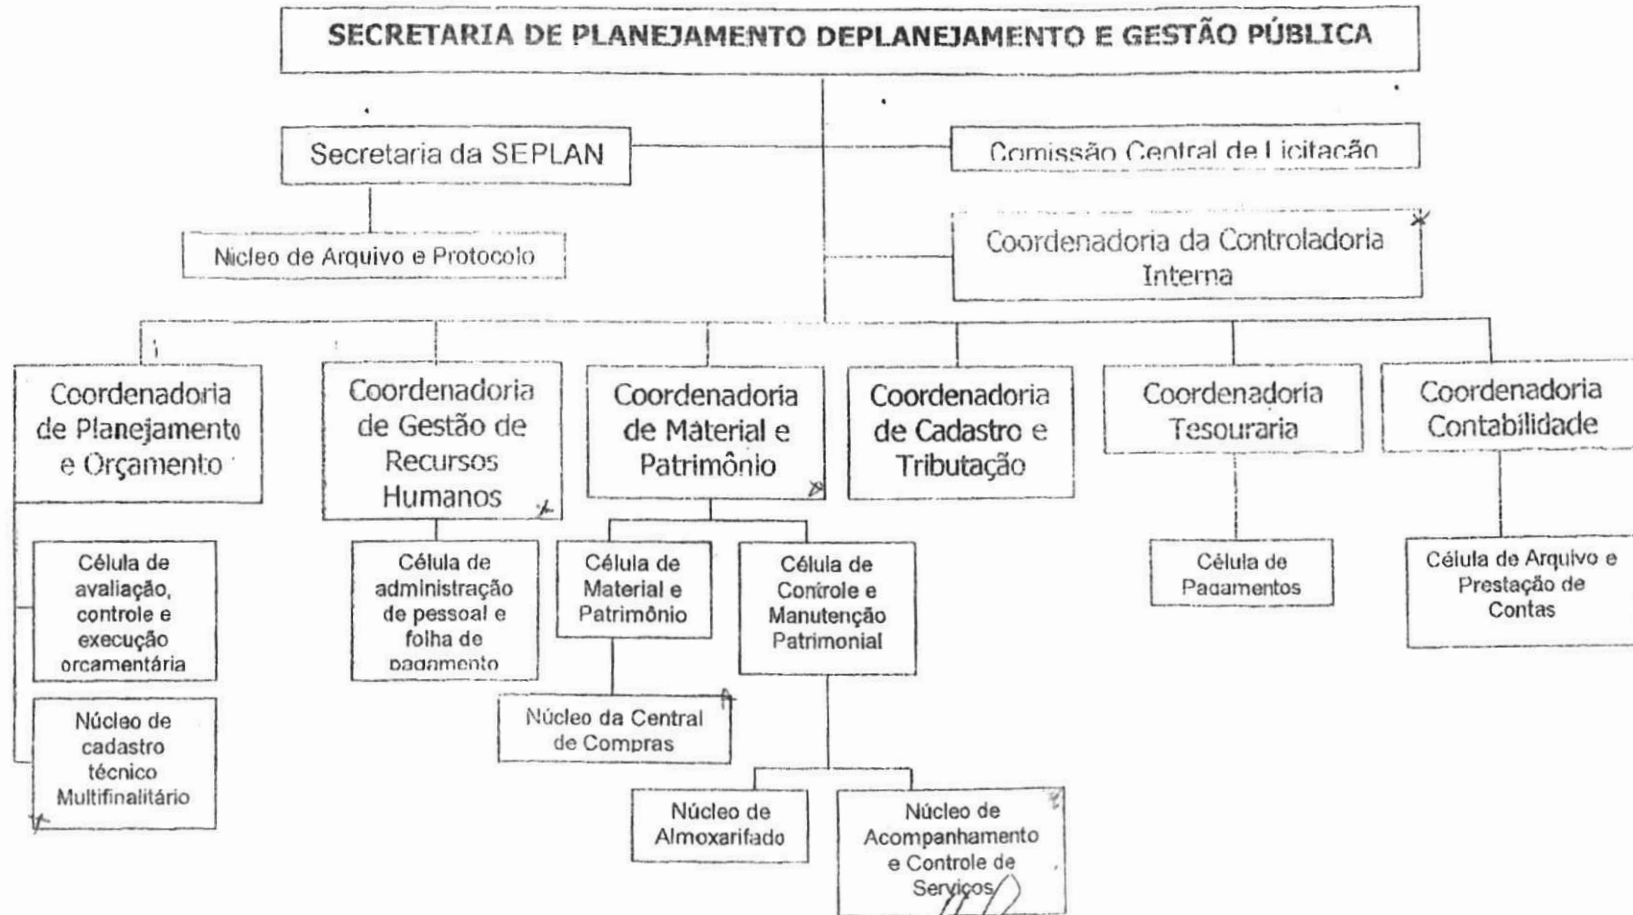 SECRETARIA DE PLANEJAMENTO DEPLANEJAMENTO E GESTÃO PÚBLICA
Secretaria da SEPLAN
Comissão Central de Licitação
Núcleo de Arquivo e Protocolo
Coordenadoria da Controladoria
Interna
Coordenadoria
de Planejamento
e Orçamento
Coordenadoria
de Gestão de
Recursos
Humanos
Coordenadoria
de Material e
Patrimônio
Coordenadoria
de Cadastro e
Tributação
Coordenadoria
Tesouraria
Coordenadoria
Contabilidade
Célula de
avaliação,
controle e
execução
orçamentária
Célula de
administração
de pessoal e
folha de
pagamento
Célula de
Material e
Patrimônio
Célula de
Controle e
Manutenção
Patrimonial
Célula de
Pagamentos
Célula de Arquivo e
Prestação de
Contas
Núcleo de
cadastro
técnico
Multifinalitário
Núcleo da Central
de Compras
Núcleo de
Almoxarifado
Núcleo de
Acompanhamento
e Controle de
Serviços